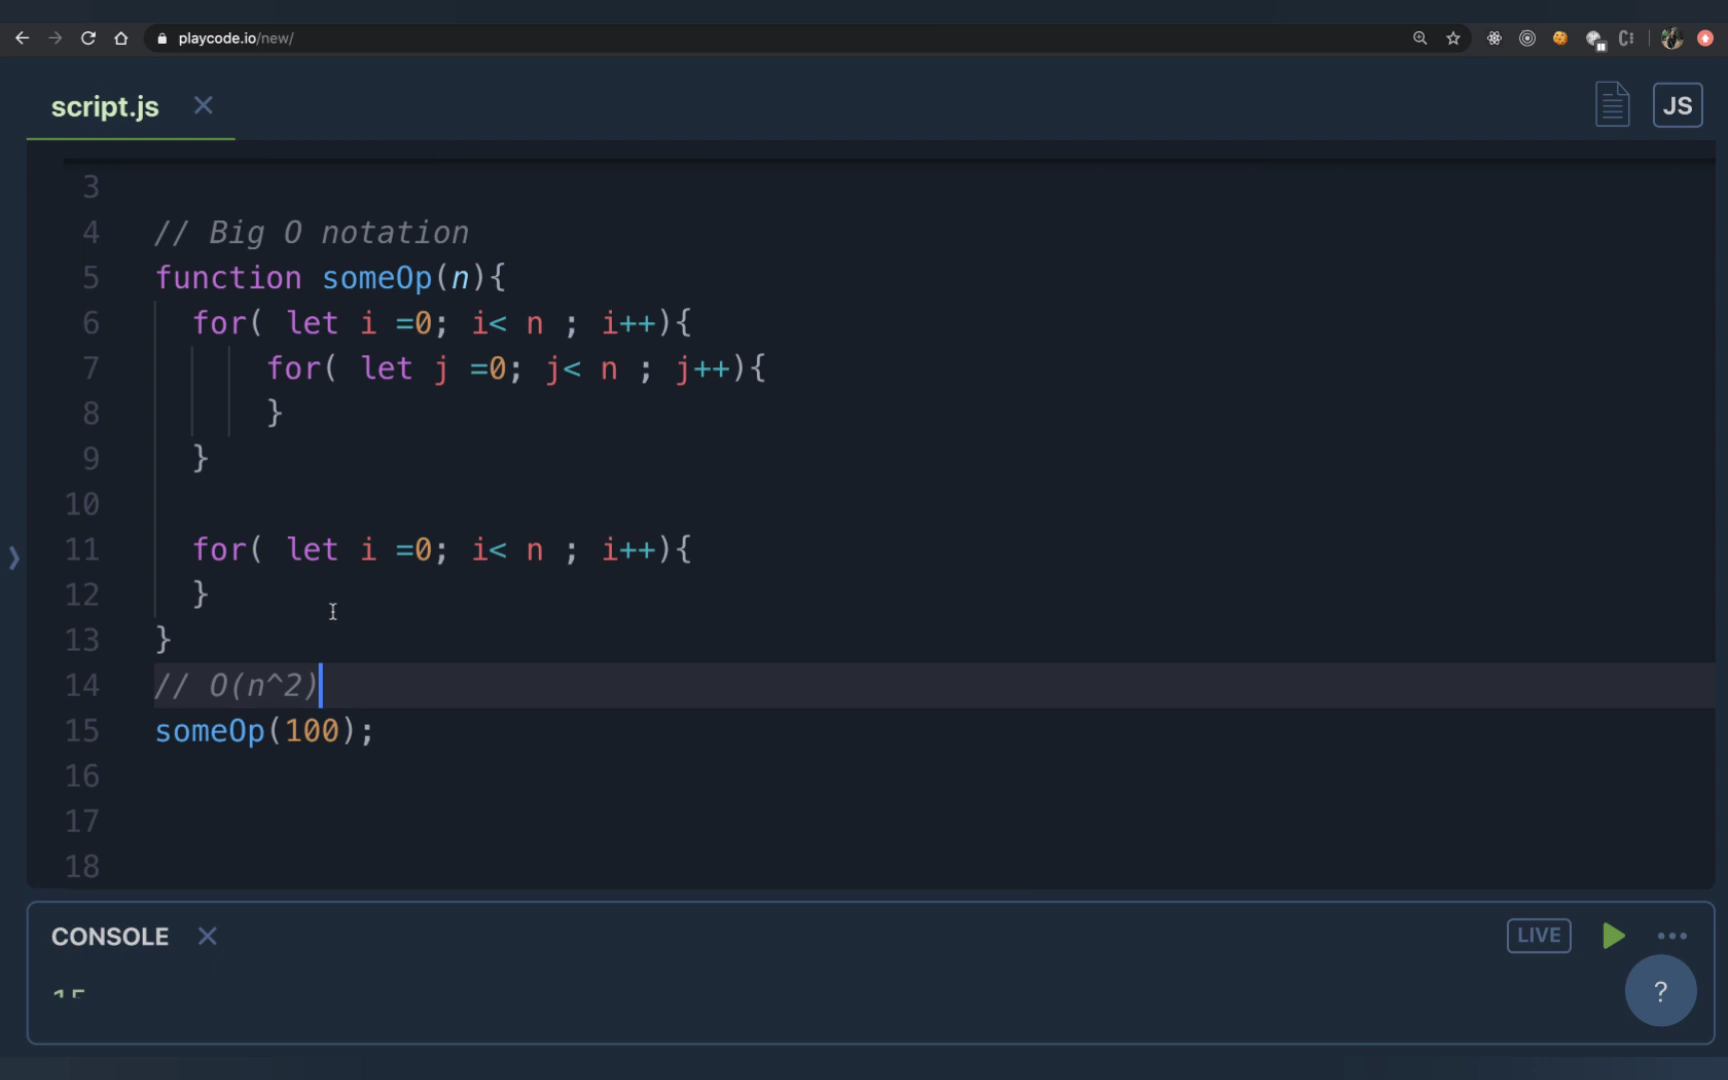 playcode.io/new/
script.js
JS
3
4 // Big O notation
5 function someOp(n){
6 for( let i =0; i< n ; i++){
7 for( let j =0; j< n ; j++){
8 }
9 }
10
11 for( let i =0; i< n ; i++){
12 }
13 }
14 // O(n^2)
15 someOp(100);
16
17
18
CONSOLE
LIVE
?